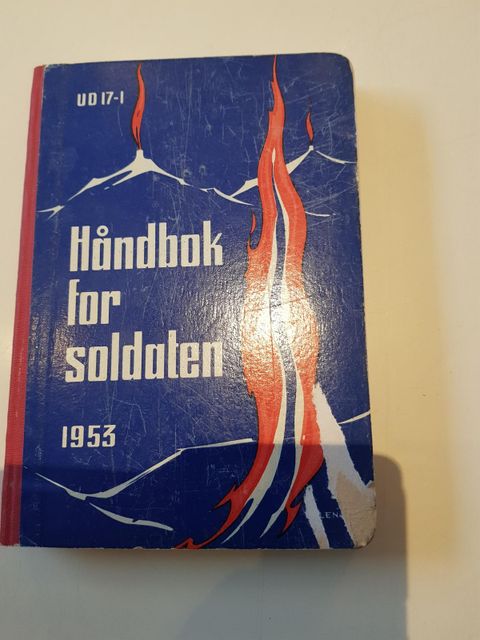 UD 17-1
Håndbok
for
soldaten
1953